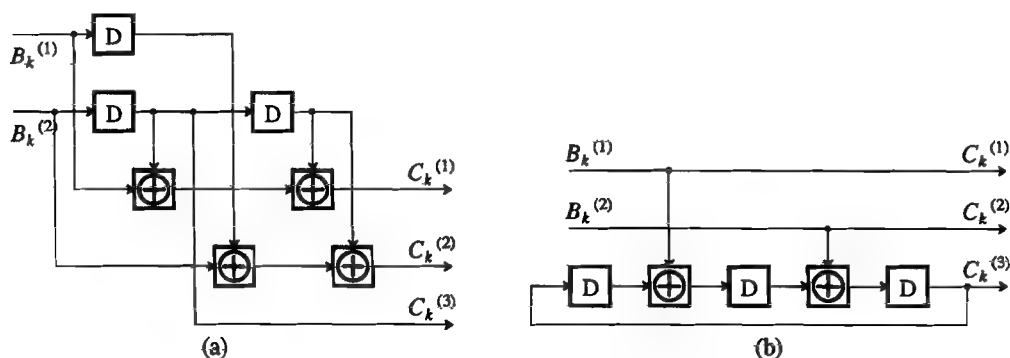 D
B_k^(1)
D
D
B_k^(2)
C_k^(1)
C_k^(2)
C_k^(3)
(a)
B_k^(1)
C_k^(1)
B_k^(2)
C_k^(2)
D
D
D
C_k^(3)
(b)